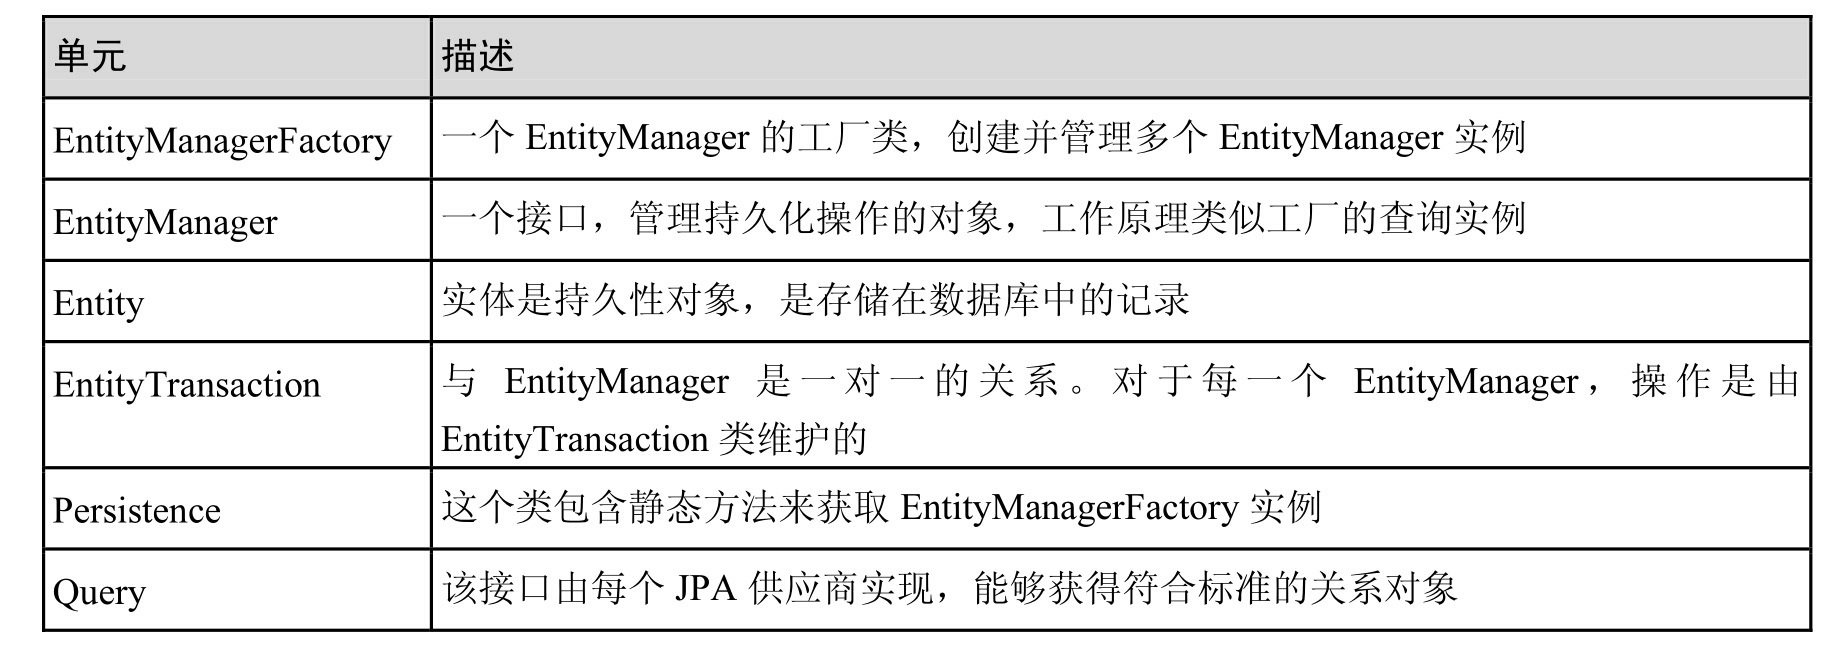 单元 描述
EntityManagerFactory 一个 EntityManager 的工厂类，创建并管理多个 EntityManager 实例
EntityManager 一个接口，管理持久化操作的对象，工作原理类似工厂的查询实例
Entity 实体是持久性对象，是存储在数据库中的记录
EntityTransaction 与 EntityManager 是一对一的关系。对于每一个 EntityManager，操作是由
EntityTransaction 类维护的
Persistence 这个类包含静态方法来获取 EntityManagerFactory 实例
Query 该接口由每个 JPA 供应商实现，能够获得符合标准的关系对象